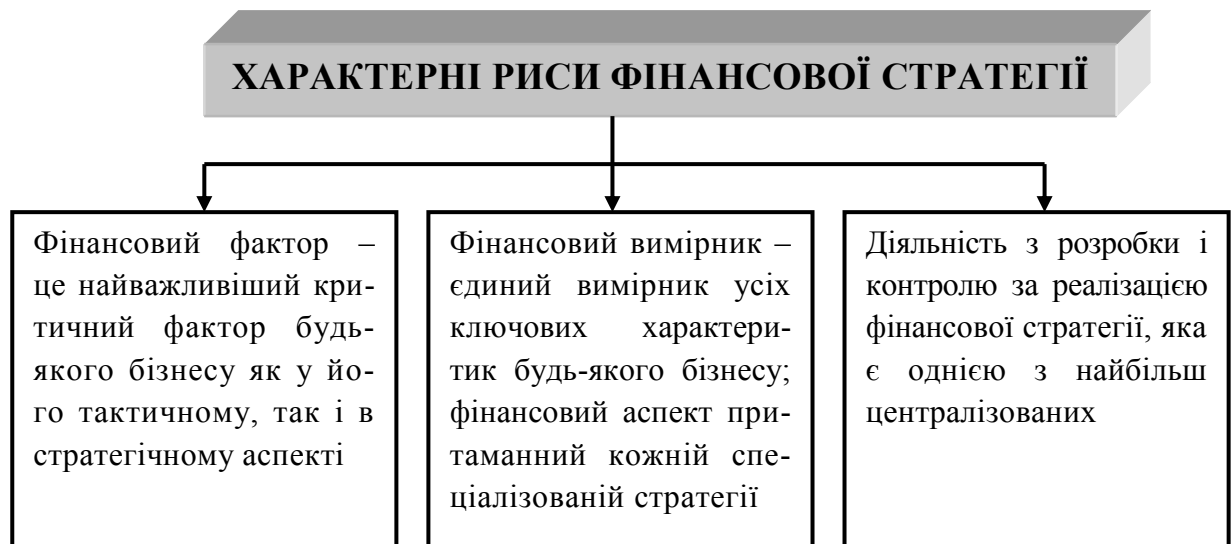 ХАРАКТЕРНІ РИСИ ФІНАНСОВОЇ СТРАТЕГІЇ
Фінансовий фактор –
це найважливіший кри-
тичний фактор будь-
якого бізнесу як у йо-
го тактичному, так і в
стратегічному аспекті
Фінансовий вимірник –
єдиний вимірник усіх
ключових характери-
тик будь-якого бізнесу;
фінансовий аспект при-
таманний кожній спе-
ціалізованій стратегії
Діяльність з розробки і
контролю за реалізацією
фінансової стратегії, яка
є однією з найбільш
централізованих